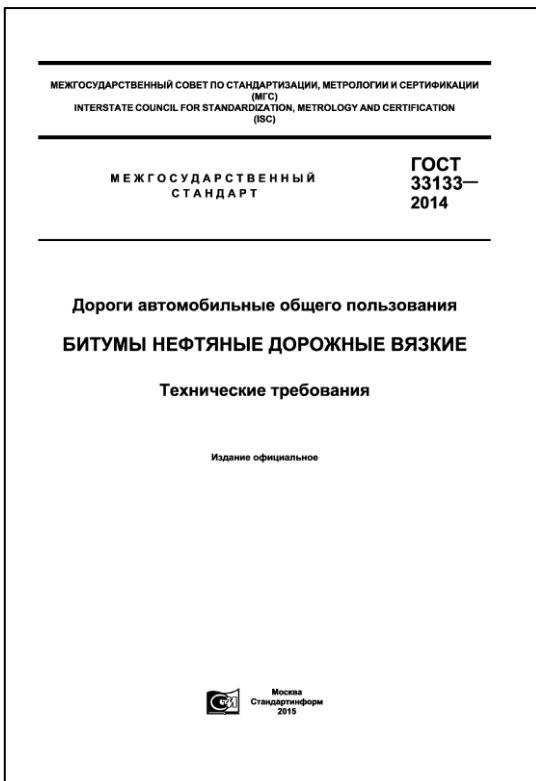 МЕЖГОСУДАРСТВЕННЫЙ СОВЕТ ПО СТАНДАРТИЗАЦИИ, МЕТРОЛОГИИ И СЕРТИФИКАЦИИ
(МГС)
INTERSTATE COUNCIL FOR STANDARDIZATION, METROLOGY AND CERTIFICATION
(ISC)
МЕЖГОСУДАРСТВЕННЫЙ
СТАНДАРТ
ГОСТ
33133—
2014
Дороги автомобильные общего пользования
БИТУМЫ НЕФТЯНЫЕ ДОРОЖНЫЕ ВЯЗКИЕ
Технические требования
Издание официальное
Москва
Стандартинформ
2015